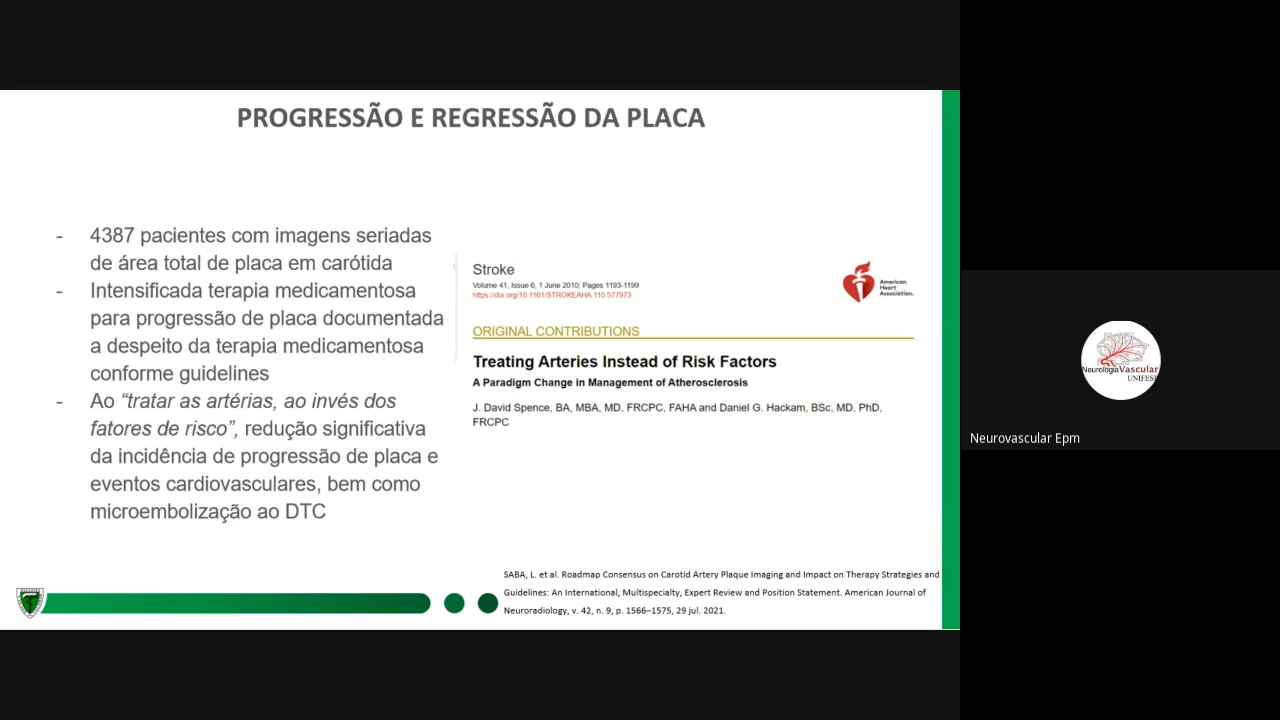 PROGRESSÃO E REGRESSÃO DA PLACA
- 4387 pacientes com imagens seriadas
de área total de placa em carótida
- Intensificada terapia medicamentosa
para progressão de placa documentada
a despeito da terapia medicamentosa
conforme guidelines
- Ao “tratar as artérias, ao invés dos
fatores de risco”, redução significativa
da incidência de progressão de placa e
eventos cardiovasculares, bem como
microembolização ao DTC
Stroke
Volume 41, Issue 6, 1 June 2010, Pages 1193-1199
https://doi.org/10.1161/STROKEAHA.110.577973
American
Heart
Association.
ORIGINAL CONTRIBUTIONS
Treating Arteries Instead of Risk Factors
A Paradigm Change in Management of Atherosclerosis
J. David Spence, BA, MBA, MD, FRCPC, FAHA and Daniel G. Hackam, BSc, MD, PhD,
FRCPC
SABA, L. et al. Roadmap Consensus on Carotid Artery Plaque Imaging and Impact on Therapy Strategies and
Guidelines: An International, Multispecialty, Expert Review and Position Statement. American Journal of
Neuroradiology, v. 42, n. 9, p. 1566–1575, 29 jul. 2021.
NeurologiaVascular
UNIFESP
Neurovascular Epm